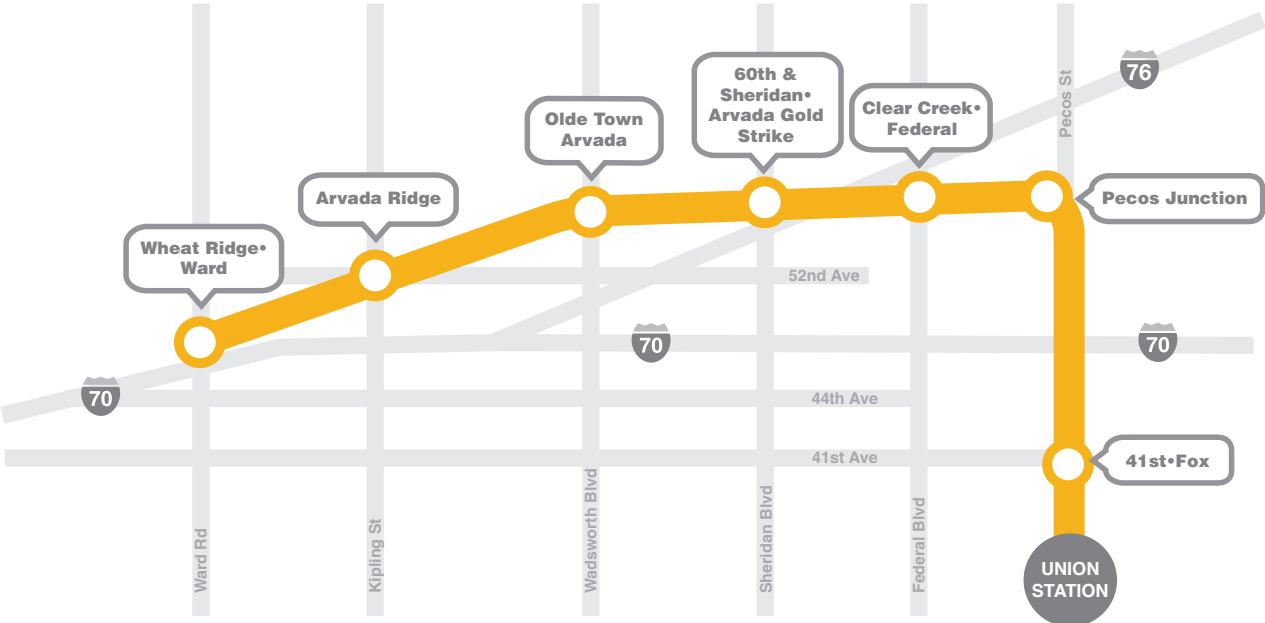 76
Pecos St
60th &
Sheridan•
Arvada Gold
Strike
Clear Creek•
Federal
Olde Town
Arvada
Arvada Ridge
Pecos Junction
Wheat Ridge•
Ward
52nd Ave
70
70
70
44th Ave
41st Ave
41st•Fox
Ward Rd
Kipling St
Wadsworth Blvd
Sheridan Blvd
Federal Blvd
UNION
STATION